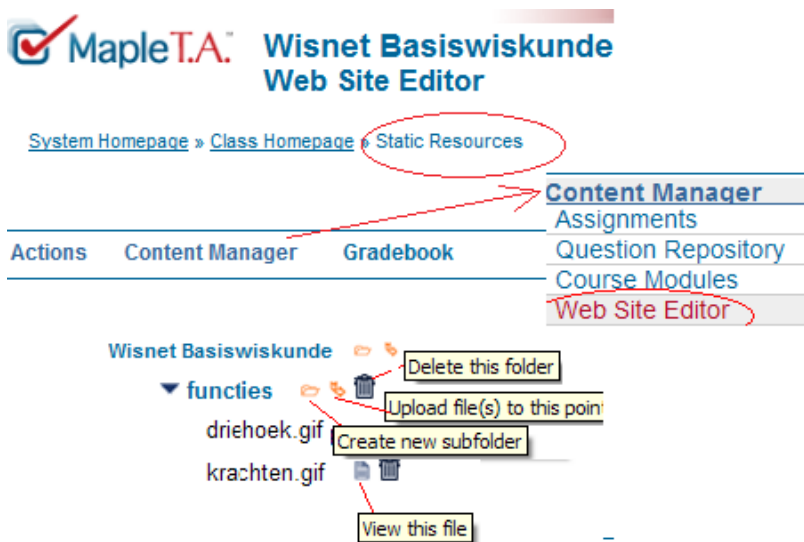 MapleT.A.™ Wisnet Basiswiskunde
Web Site Editor
System Homepage » Class Homepage » Static Resources
Content Manager
Assignments
Question Repository
Course Modules
Web Site Editor
Actions Content Manager Gradebook
Wisnet Basiswiskunde
Delete this folder
functies
Upload file(s) to this point
driehoek.gif
Create new subfolder
krachten.gif
View this file